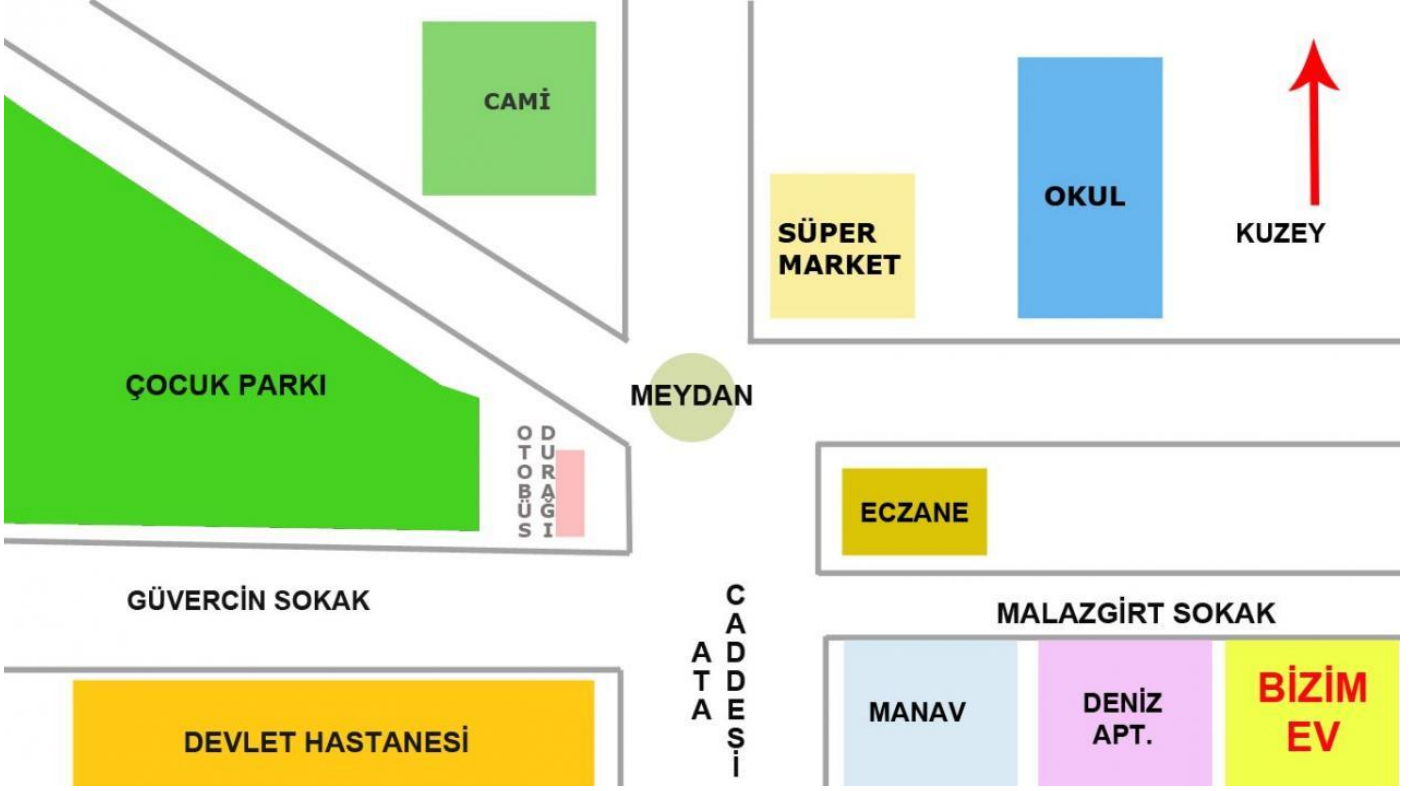 CAMİ
SÜPER
MARKET
OKUL
KUZEY
ÇOCUK PARKI
MEYDAN
OTOBÜS
DURAĞI
ECZANE
GÜVERCİN SOKAK
MALAZGİRT SOKAK
ATA
CADDESİ
DEVLET HASTANESİ
MANAV
DENİZ
APT.
BİZİM
EV